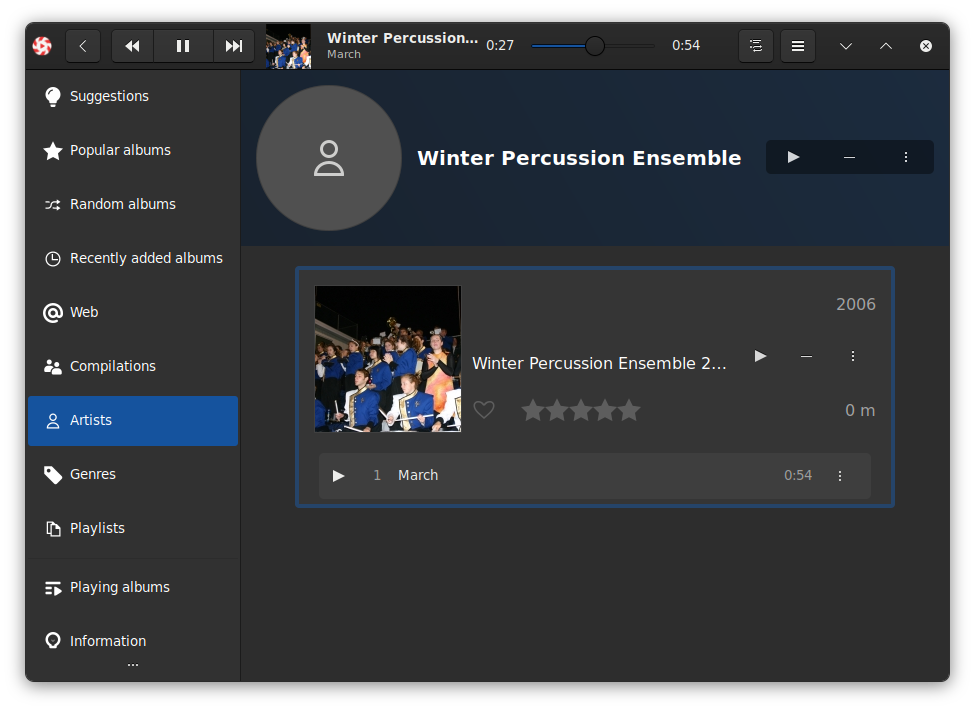 Winter Percussion...
March
0:27
0:54
Suggestions
Popular albums
Random albums
Recently added albums
Web
Compilations
Artists
Genres
Playlists
Playing albums
Information
...
Winter Percussion Ensemble
2006
Winter Percussion Ensemble 2...
0 m
1 March 0:54